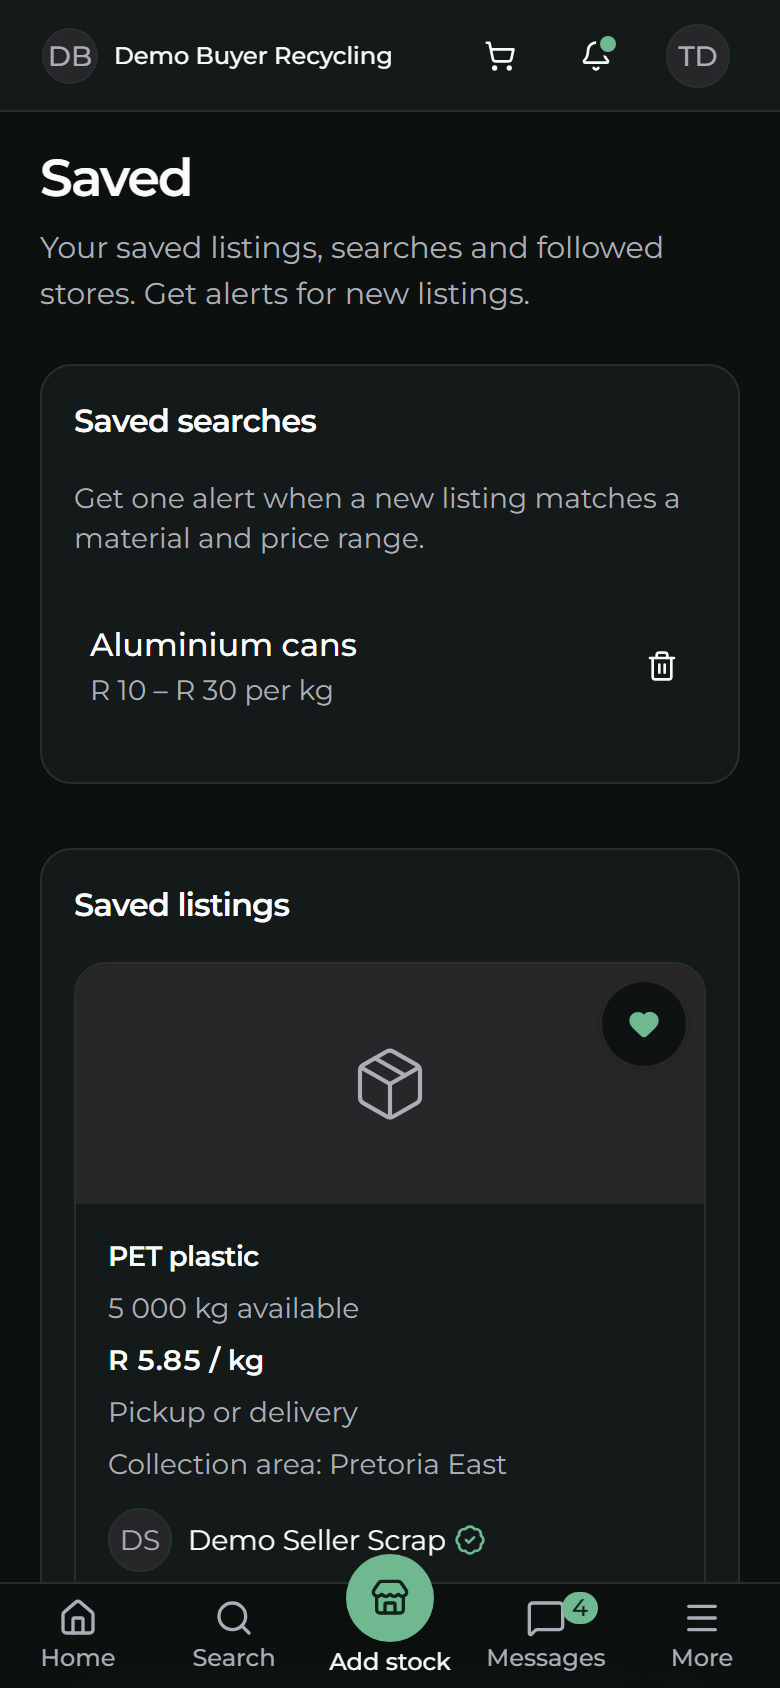 DB Demo Buyer Recycling TD
Saved
Your saved listings, searches and followed
stores. Get alerts for new listings.
Saved searches
Get one alert when a new listing matches a
material and price range.
Aluminium cans
R 10 – R 30 per kg
Saved listings
PET plastic
5 000 kg available
R 5.85 / kg
Pickup or delivery
Collection area: Pretoria East
DS Demo Seller Scrap
4
Home Search Add stock Messages More